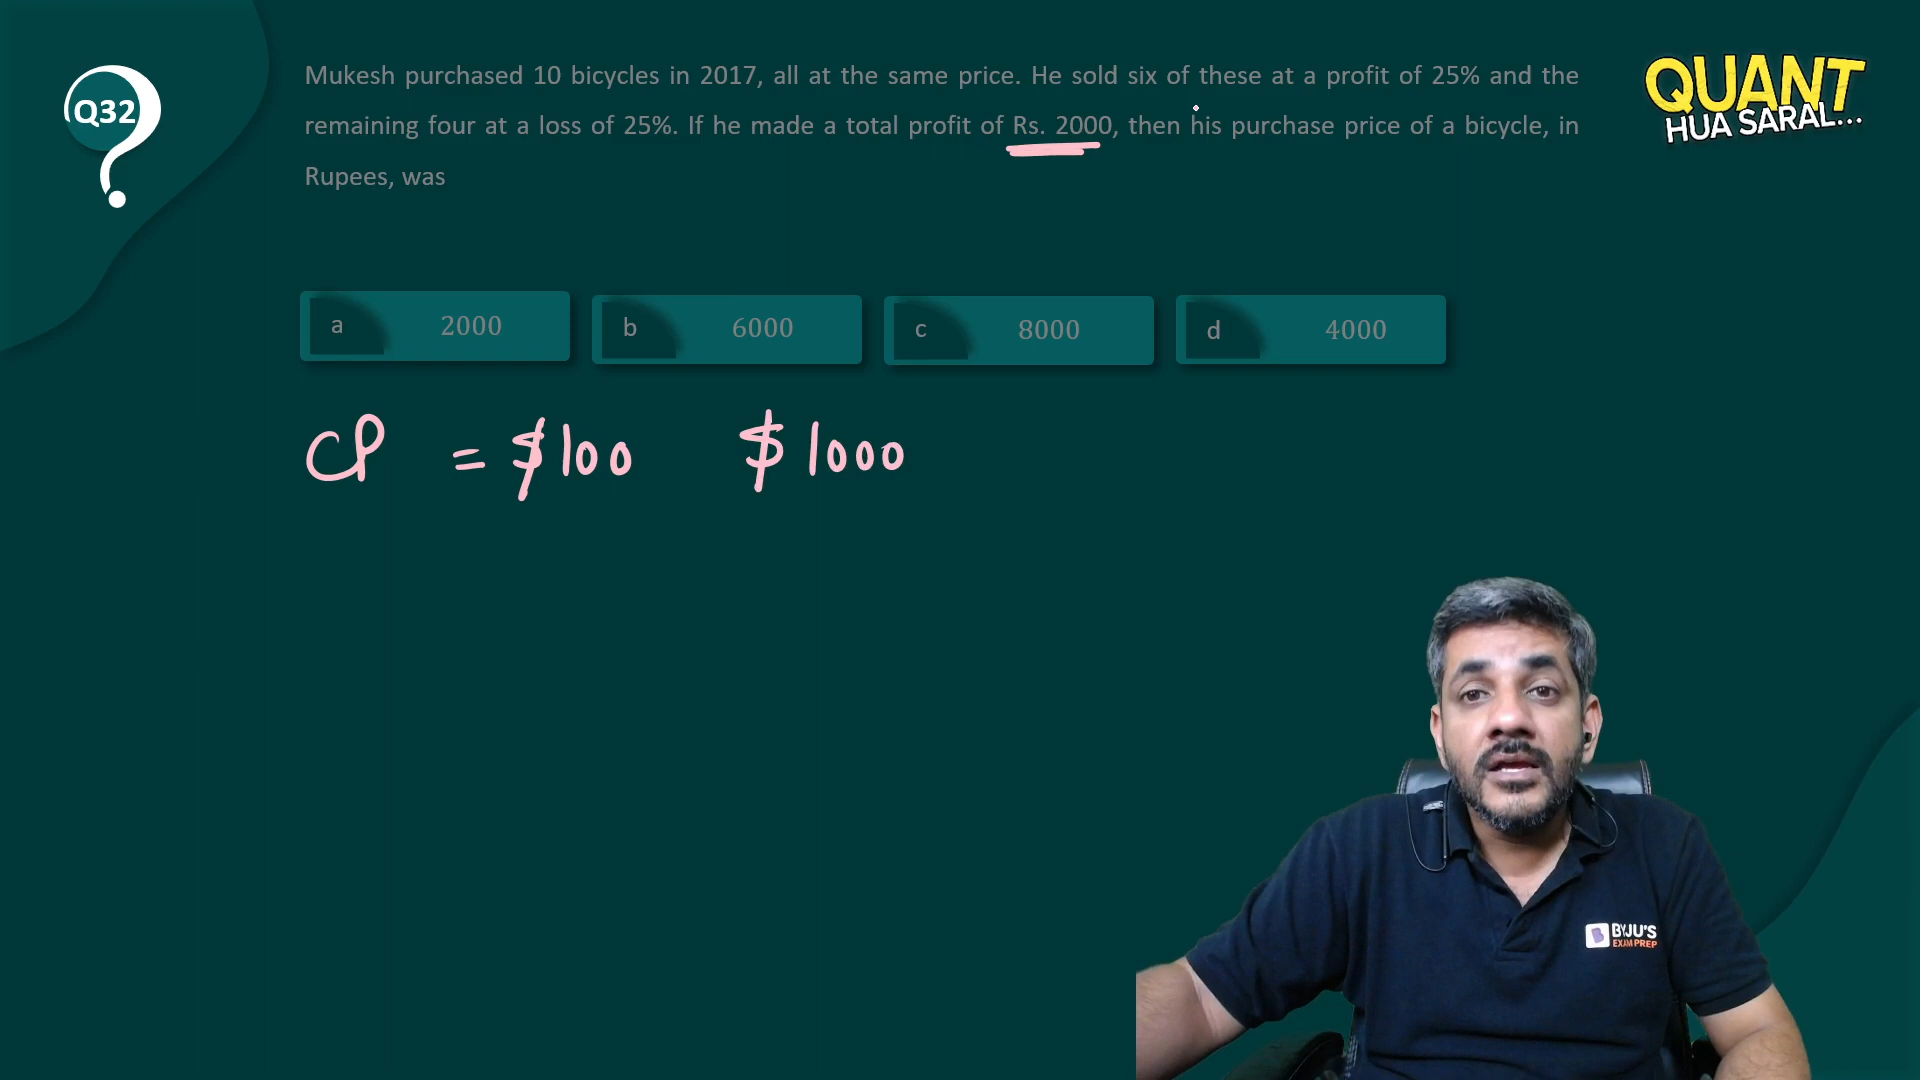 Q32
Mukesh purchased 10 bicycles in 2017, all at the same price. He sold six of these at a profit of 25% and the
remaining four at a loss of 25%. If he made a total profit of Rs. 2000, then his purchase price of a bicycle, in
Rupees, was
QUANT
HUA SARAL...
a 2000 b 6000 c 8000 d 4000
CP = $100 $1000
BYJU'S
EXAM PREP